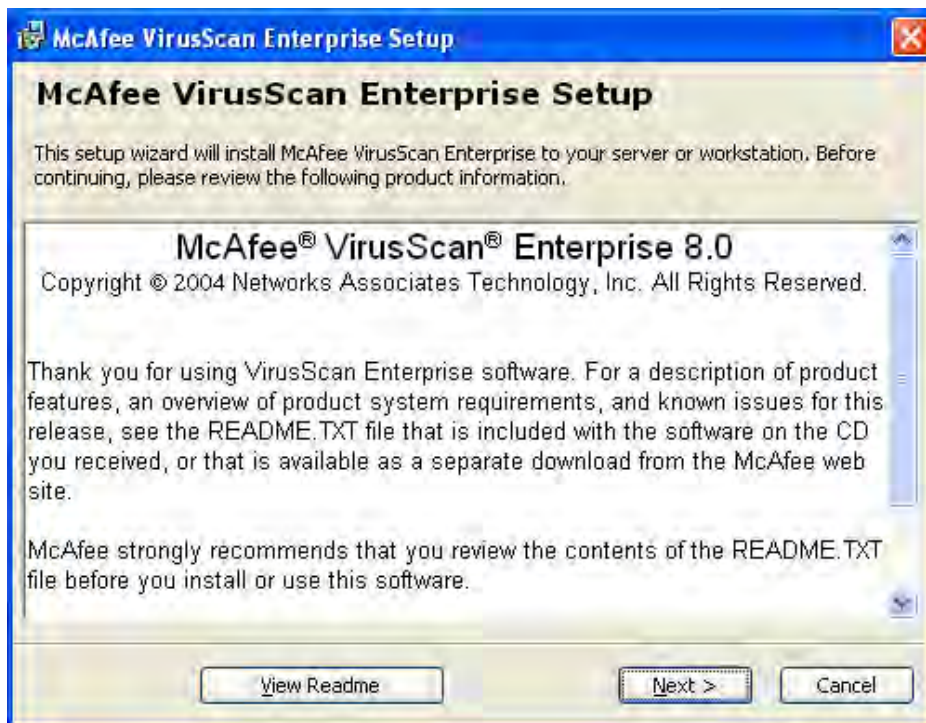 McAfee VirusScan Enterprise Setup
McAfee VirusScan Enterprise Setup
This setup wizard will install McAfee VirusScan Enterprise to your server or workstation. Before
continuing, please review the following product information.
McAfee® VirusScan® Enterprise 8.0
Copyright © 2004 Networks Associates Technology, Inc. All Rights Reserved.
Thank you for using VirusScan Enterprise software. For a description of product
features, an overview of product system requirements, and known issues for this
release, see the README.TXT file that is included with the software on the CD
you received, or that is available as a separate download from the McAfee web
site.
McAfee strongly recommends that you review the contents of the README.TXT
file before you install or use this software.
View Readme
Next >
Cancel